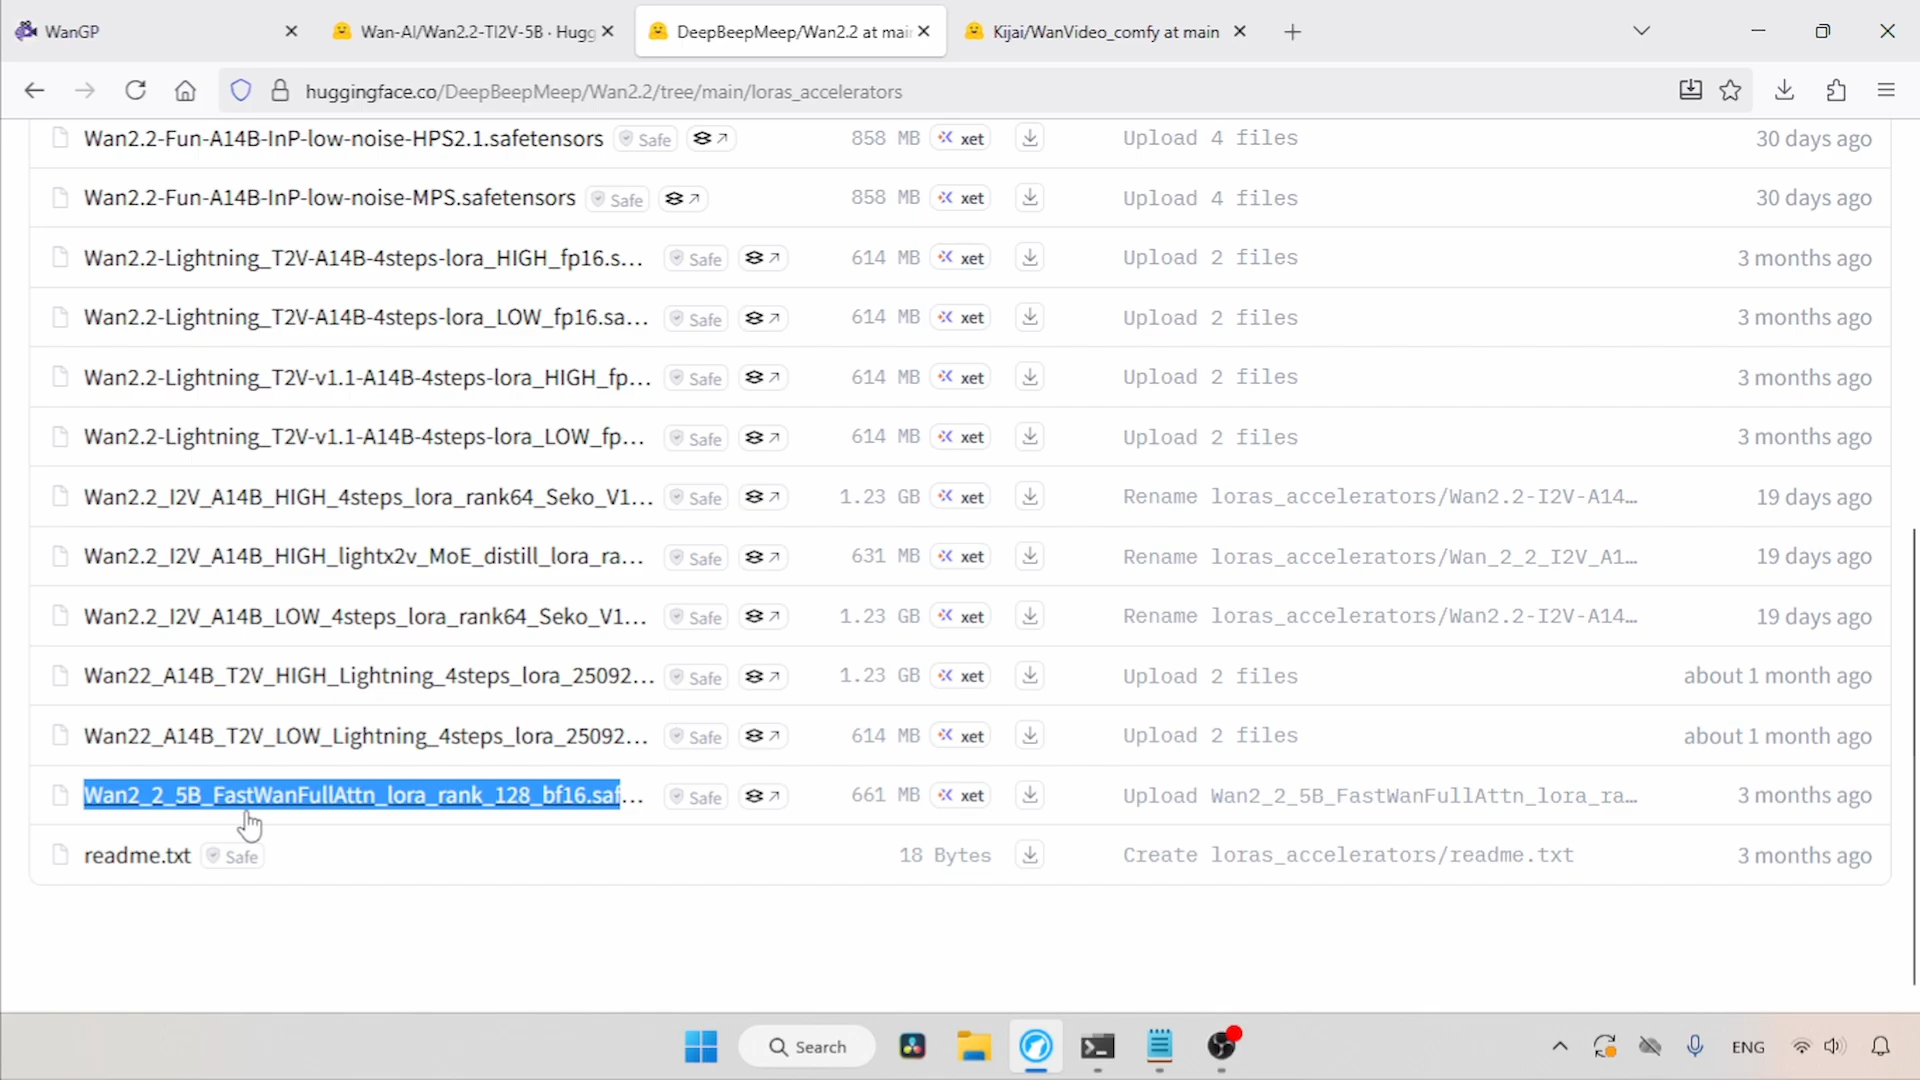 WanGP
Wan-AI/Wan2.2-TI2V-5B · Hugg
DeepBeepMeep/Wan2.2 at mai
Kijai/WanVideo_comfy at main
huggingface.co/DeepBeepMeep/Wan2.2/tree/main/loras_accelerators
Wan2.2-Fun-A14B-InP-low-noise-HPS2.1.safetensors Safe 858 MB xet Upload 4 files 30 days ago
Wan2.2-Fun-A14B-InP-low-noise-MPS.safetensors Safe 858 MB xet Upload 4 files 30 days ago
Wan2.2-Lightning_T2V-A14B-4steps-lora_HIGH_fp16.s... Safe 614 MB xet Upload 2 files 3 months ago
Wan2.2-Lightning_T2V-A14B-4steps-lora_LOW_fp16.sa... Safe 614 MB xet Upload 2 files 3 months ago
Wan2.2-Lightning_T2V-v1.1-A14B-4steps-lora_HIGH_fp... Safe 614 MB xet Upload 2 files 3 months ago
Wan2.2-Lightning_T2V-v1.1-A14B-4steps-lora_LOW_fp... Safe 614 MB xet Upload 2 files 3 months ago
Wan2.2_I2V_A14B_HIGH_4steps_lora_rank64_Seko_V1... Safe 1.23 GB xet Rename loras_accelerators/Wan2.2-I2V-A14… 19 days ago
Wan2.2_I2V_A14B_HIGH_lightx2v_MoE_distill_lora_ra... Safe 631 MB xet Rename loras_accelerators/Wan_2_2_I2V_A1… 19 days ago
Wan2.2_I2V_A14B_LOW_4steps_lora_rank64_Seko_V1... Safe 1.23 GB xet Rename loras_accelerators/Wan2.2-I2V-A14… 19 days ago
Wan22_A14B_T2V_HIGH_Lightning_4steps_lora_25092... Safe 1.23 GB xet Upload 2 files about 1 month ago
Wan22_A14B_T2V_LOW_Lightning_4steps_lora_25092... Safe 614 MB xet Upload 2 files about 1 month ago
Wan2_2_5B_FastWanFullAttn_lora_rank_128_bf16.saf... Safe 661 MB xet Upload Wan2_2_5B_FastWanFullAttn_lora_ra… 3 months ago
readme.txt Safe 18 Bytes Create loras_accelerators/readme.txt 3 months ago
Search
ENG